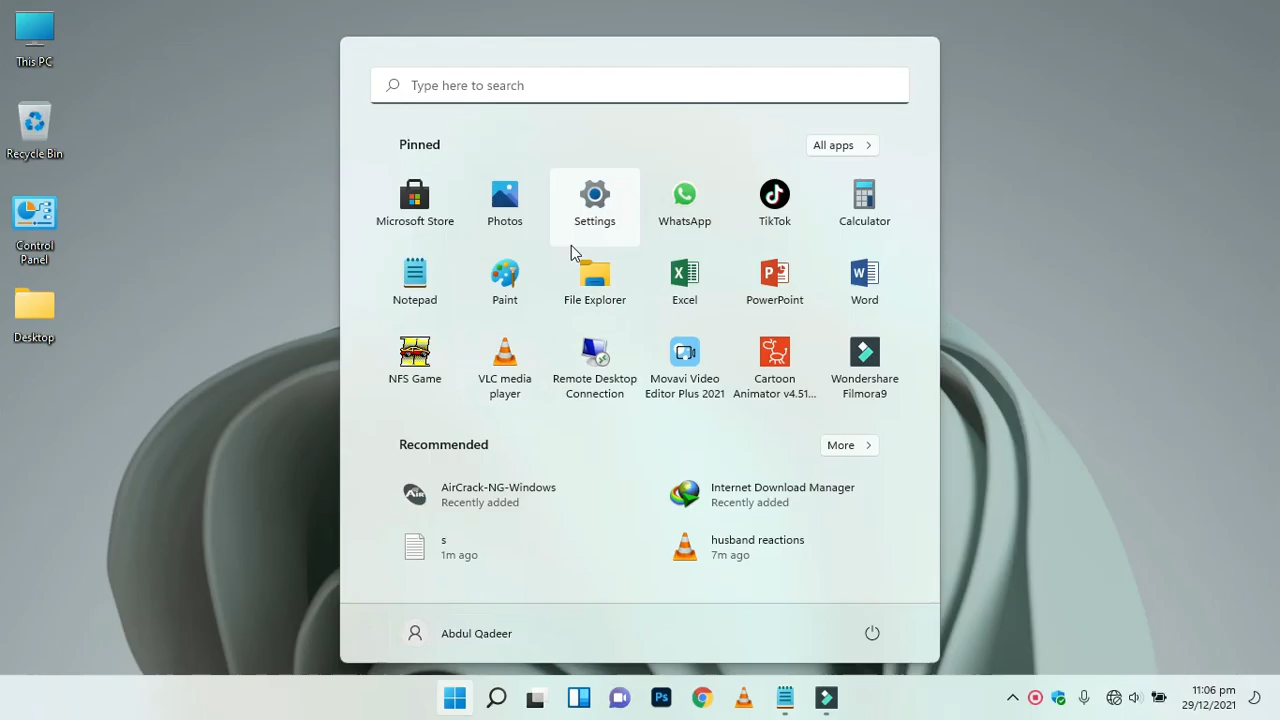 This PC
Recycle Bin
Control
Panel
Desktop
Type here to search
Pinned
All apps
Microsoft Store
Photos
Settings
WhatsApp
TikTok
Calculator
Notepad
Paint
File Explorer
Excel
PowerPoint
Word
NFS Game
VLC media
player
Remote Desktop
Connection
Movavi Video
Editor Plus 2021
Cartoon
Animator v4.51...
Wondershare
Filmora9
Recommended
More
AirCrack-NG-Windows
Recently added
Internet Download Manager
Recently added
s
1m ago
husband reactions
7m ago
Abdul Qadeer
11:06 pm
29/12/2021